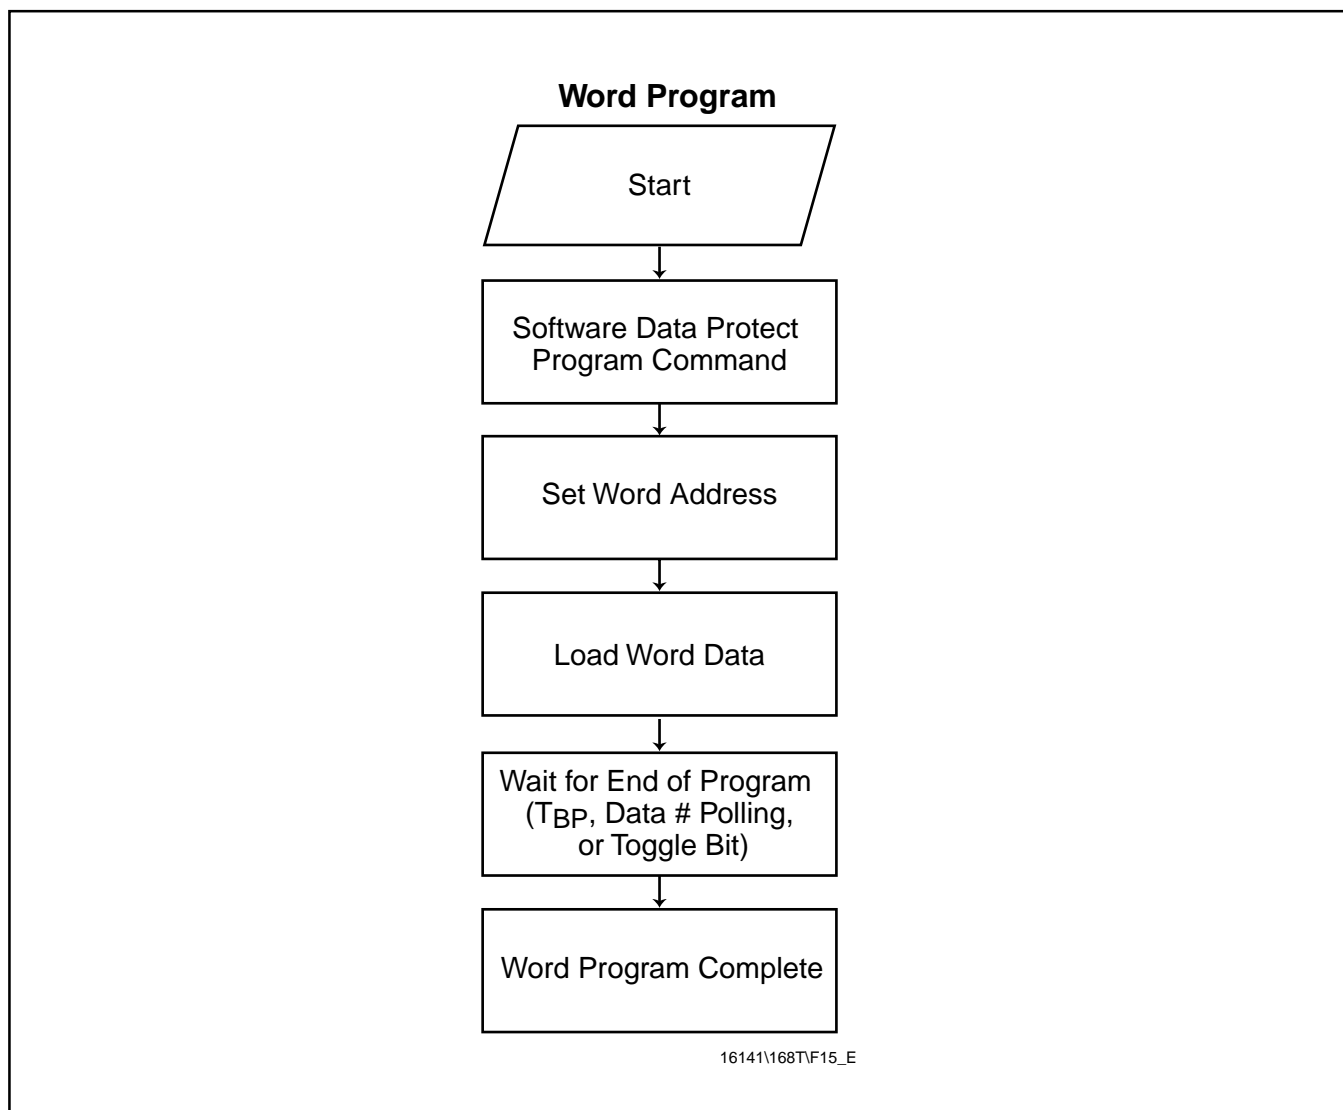 Word Program
Start
Software Data Protect
Program Command
Set Word Address
Load Word Data
Wait for End of Program
(TBP, Data # Polling,
or Toggle Bit)
Word Program Complete
16141\168T\F15_E